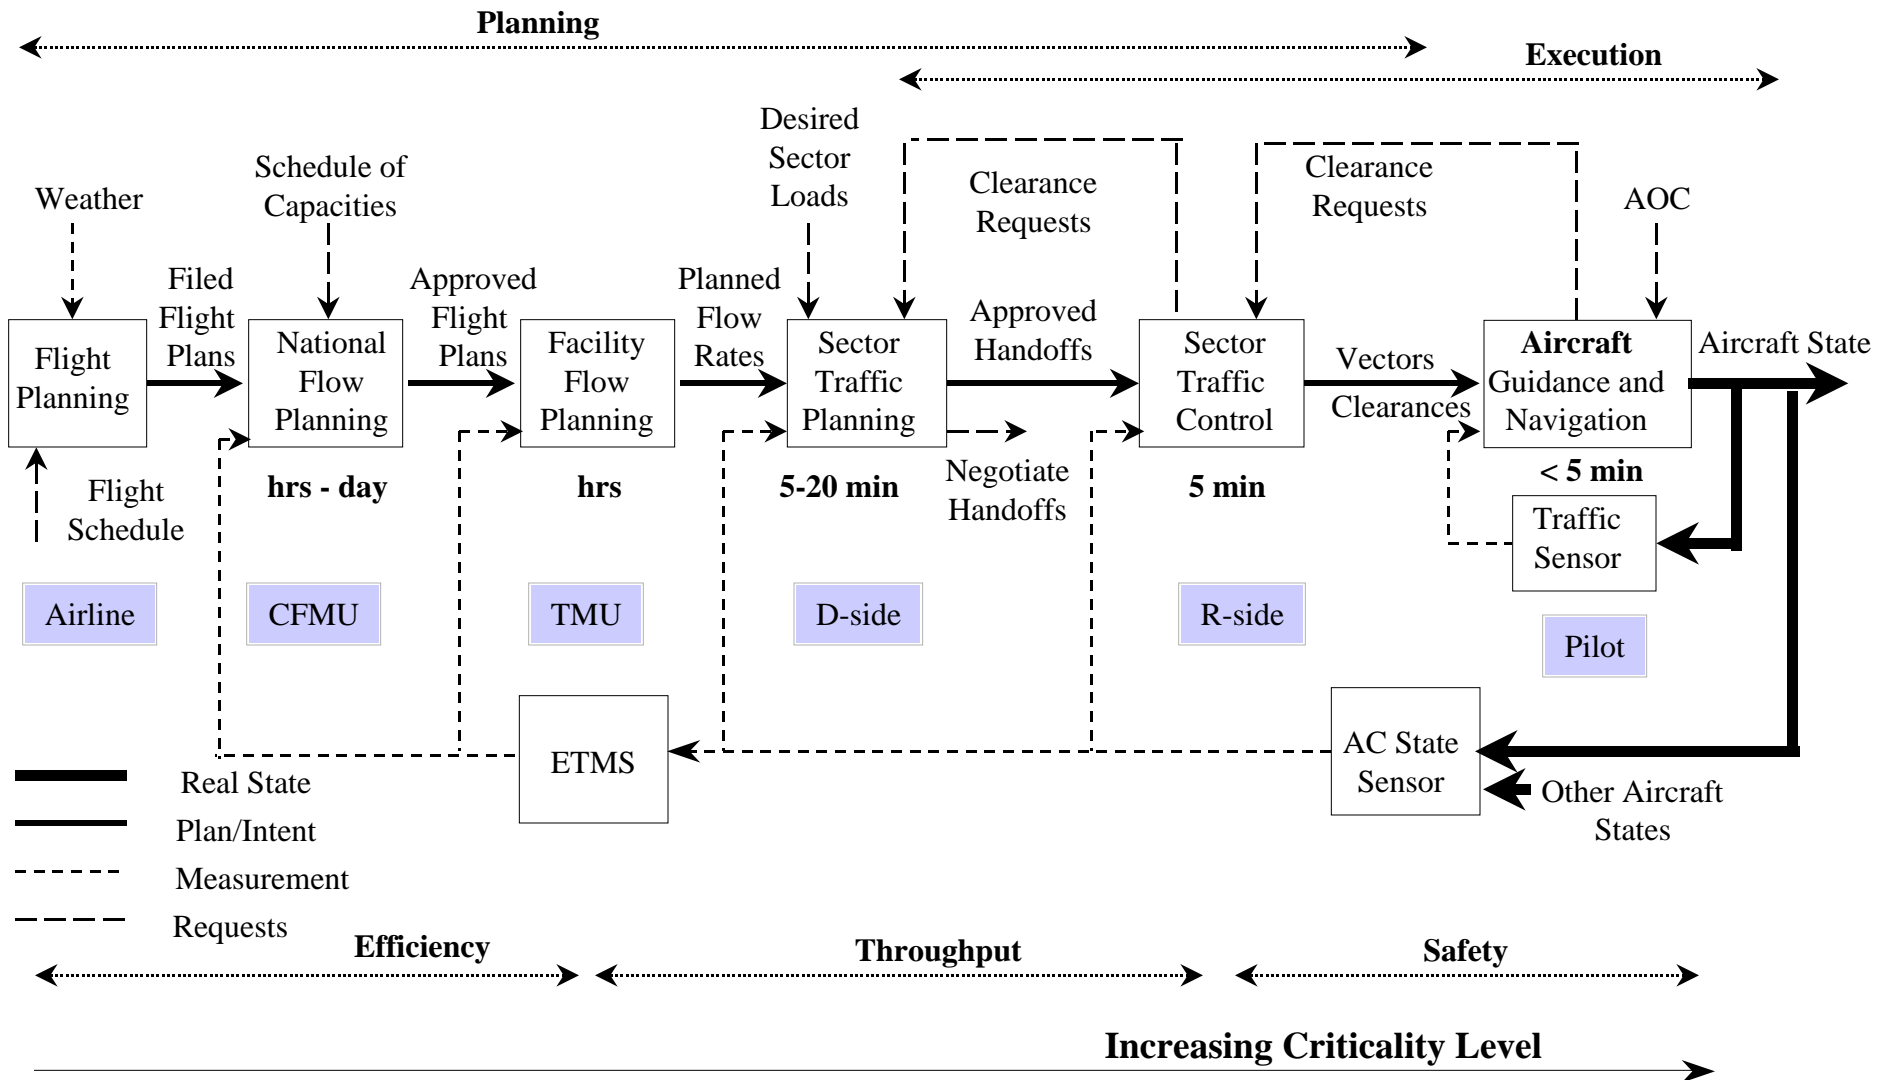 Planning
Execution
Desired
Sector
Loads
Schedule of
Capacities
Clearance
Requests
Clearance
Requests
Weather
AOC
Filed
Flight
Plans
Approved
Flight
Plans
Planned
Flow
Rates
Approved
Handoffs
Vectors
Clearances
Aircraft State
Flight
Planning
National
Flow
Planning
Facility
Flow
Planning
Sector
Traffic
Planning
Sector
Traffic
Control
Aircraft
Guidance and
Navigation
Flight
Schedule
hrs - day
hrs
5-20 min
Negotiate
Handoffs
5 min
< 5 min
Traffic
Sensor
Airline
CFMU
TMU
D-side
R-side
Pilot
ETMS
AC State
Sensor
Other Aircraft
States
Real State
Plan/Intent
Measurement
Requests
Efficiency
Throughput
Safety
Increasing Criticality Level